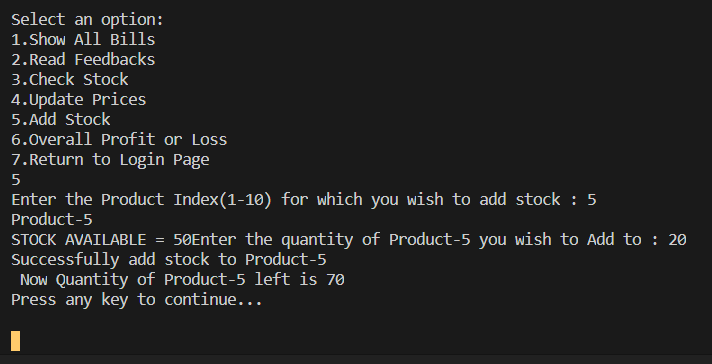 Select an option:
1.Show All Bills
2.Read Feedbacks
3.Check Stock
4.Update Prices
5.Add Stock
6.Overall Profit or Loss
7.Return to Login Page
5
Enter the Product Index(1-10) for which you wish to add stock : 5
Product-5
STOCK AVAILABLE = 50Enter the quantity of Product-5 you wish to Add to : 20
Successfully add stock to Product-5
 Now Quantity of Product-5 left is 70
Press any key to continue...